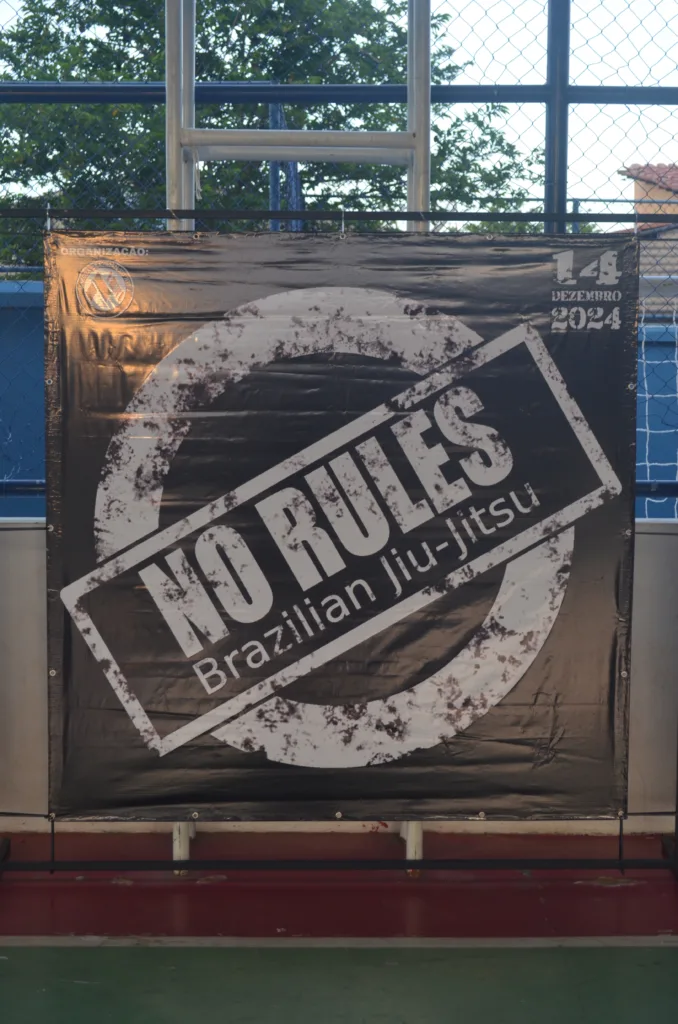 ORGANIZAÇÃO:
14
DEZEMBRO
2024
NO RULES
Brazilian Jiu-Jitsu